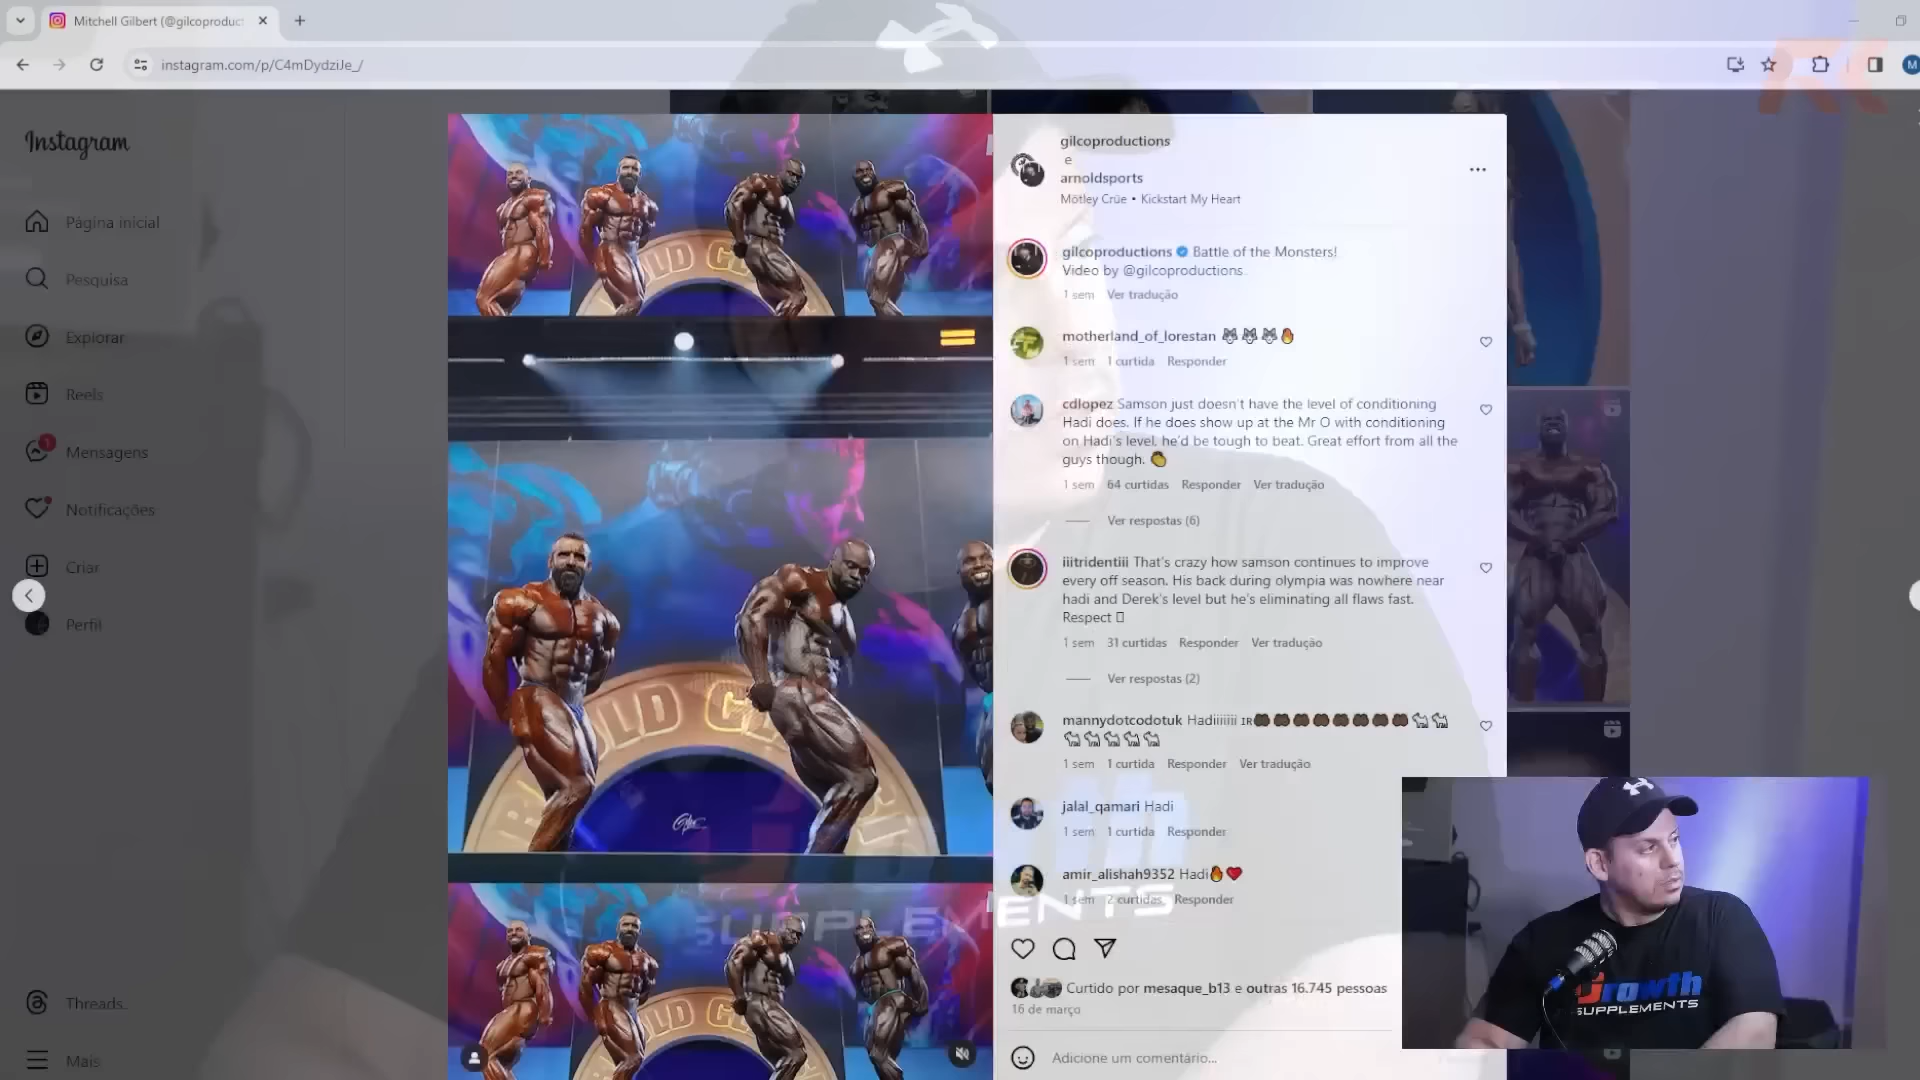 Mitchell Gilbert (@gilcoproduct
instagram.com/p/C4mDydziJe_/
M
Instagram
Página inicial
Pesquisa
Explorar
Reels
1
Mensagens
Notificações
Criar
Perfil
Threads
Mais
gilcoproductions
e
arnoldsports
Mötley Crüe • Kickstart My Heart
gilcoproductions Battle of the Monsters!
Video by @gilcoproductions
1 sem Ver tradução
motherland_of_lorestan 🐺🐺🐺🔥
1 sem 1 curtida Responder
cdlopez Samson just doesn't have the level of conditioning
Hadi does. If he does show up at the Mr O with conditioning
on Hadi's level, he'd be tough to beat. Great effort from all the
guys though. 👏
1 sem 64 curtidas Responder Ver tradução
Ver respostas (6)
iiitridentiii That's crazy how samson continues to improve
every off season. His back during olympia was nowhere near
hadi and Derek's level but he's eliminating all flaws fast.
Respect
1 sem 31 curtidas Responder Ver tradução
Ver respostas (2)
mannydotcodotuk Hadiiiiiii IR
1 sem 1 curtida Responder Ver tradução
jalal_qamari Hadi
1 sem 1 curtida Responder
amir_alishah9352 Hadi🔥❤️
1 sem 2 curtidas Responder
Curtido por mesaque_b13 e outras 16.745 pessoas
16 de março
Adicione um comentário...
SUPPLEMENTS
Growth
SUPPLEMENTS